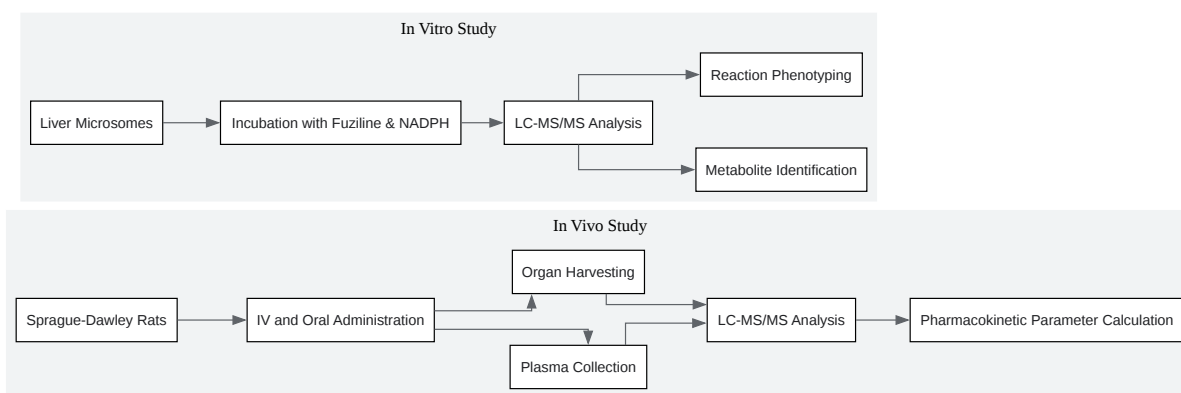 In Vitro Study
Liver Microsomes
Incubation with Fuziline & NADPH
LC-MS/MS Analysis
Reaction Phenotyping
Metabolite Identification
In Vivo Study
Sprague-Dawley Rats
IV and Oral Administration
Organ Harvesting
Plasma Collection
LC-MS/MS Analysis
Pharmacokinetic Parameter Calculation